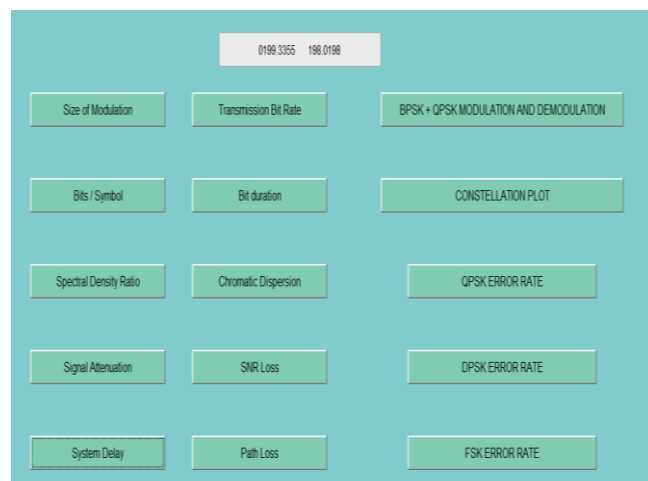 0199.3355 198.0198
Size of Modulation
Transmission Bit Rate
BPSK + QPSK MODULATION AND DEMODULATION
Bits / Symbol
Bit duration
CONSTELLATION PLOT
Spectral Density Ratio
Chromatic Dispersion
QPSK ERROR RATE
Signal Attenuation
SNR Loss
DPSK ERROR RATE
System Delay
Path Loss
FSK ERROR RATE